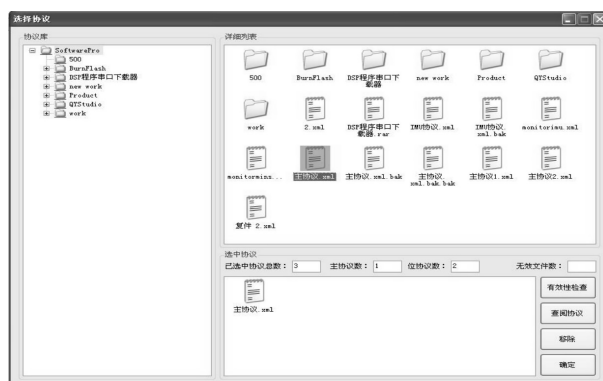 选择协议
协议库
SoftwarePro
500
BurnFlash
DSP程序串口下载器
new work
Product
QTStudio
work
详细列表
500
BurnFlash
DSP程序串口下
载器
new work
Product
QTStudio
work
2.xml
DSP程序串口下
载器.rar
IMU协议.xml
IMU协议.
xml.bak
monitorimu.xml
monitormins...
主协议.xml
主协议.xml.bak
主协议.
xml.bak.bak
主协议1.xml
主协议2.xml
复件 2.xml
选中协议
已选中协议总数: 3 主协议数: 1 位协议数: 2 无效文件数:
主协议.xml
有效性检查
查阅协议
移除
确定